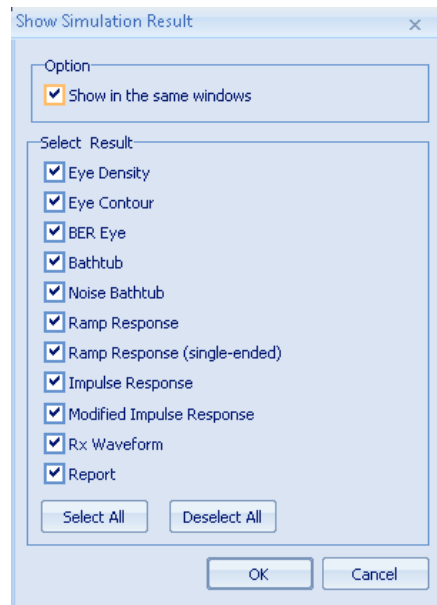 Show Simulation Result
Option
Show in the same windows
Select Result
Eye Density
Eye Contour
BER Eye
Bathtub
Noise Bathtub
Ramp Response
Ramp Response (single-ended)
Impulse Response
Modified Impulse Response
Rx Waveform
Report
Select All Deselect All
OK Cancel